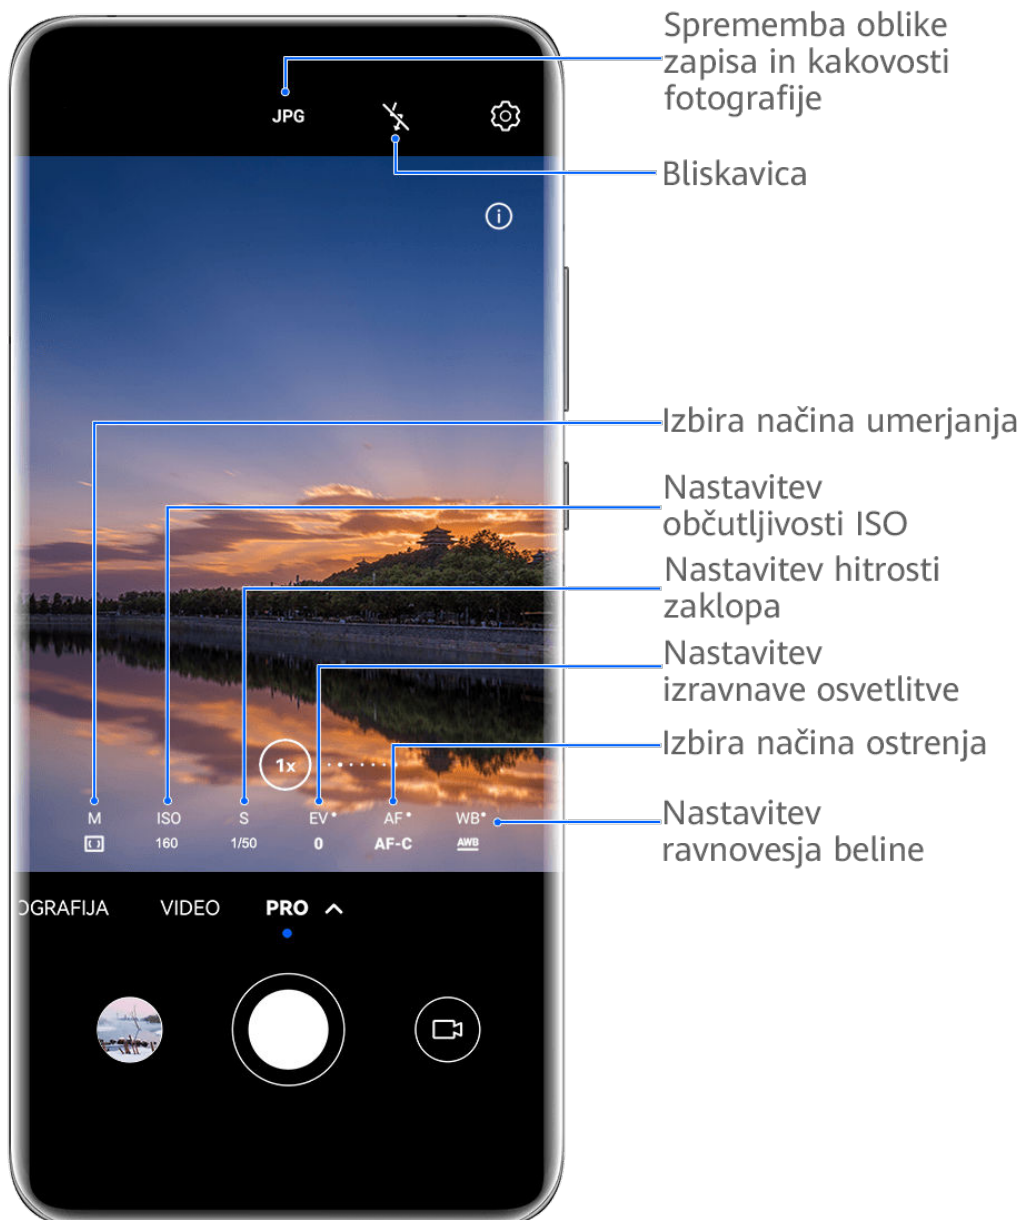 Sprememba oblike
zapisa in kakovosti
fotografije
JPG
Bliskavica
Izbira načina umerjanja
Nastavitev
občutljivosti ISO
Nastavitev hitrosti
zaklopa
Nastavitev
izravnave osvetlitve
Izbira načina ostrenja
1x
M ISO S EV AF WB
160 1/50 0 AF-C AWB
Nastavitev
ravnovesja beline
OGRAFIJA VIDEO PRO